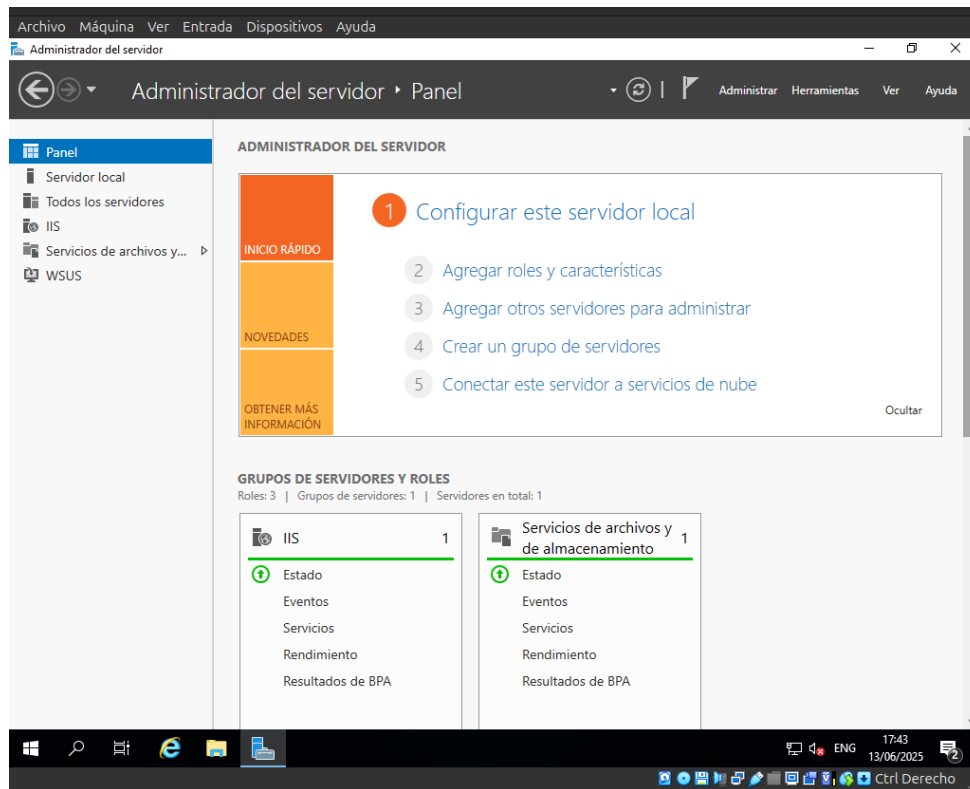 Archivo Máquina Ver Entrada Dispositivos Ayuda
Administrador del servidor
Administrador del servidor Panel
Administrar Herramientas Ver Ayuda
Panel
Servidor local
Todos los servidores
IIS
Servicios de archivos y...
WSUS
ADMINISTRADOR DEL SERVIDOR
INICIO RÁPIDO
NOVEDADES
OBTENER MÁS
INFORMACIÓN
1 Configurar este servidor local
2 Agregar roles y características
3 Agregar otros servidores para administrar
4 Crear un grupo de servidores
5 Conectar este servidor a servicios de nube
Ocultar
GRUPOS DE SERVIDORES Y ROLES
Roles: 3 | Grupos de servidores: 1 | Servidores en total: 1
IIS 1
Estado
Eventos
Servicios
Rendimiento
Resultados de BPA
Servicios de archivos y
de almacenamiento 1
Estado
Eventos
Servicios
Rendimiento
Resultados de BPA
ENG
17:43
13/06/2025
2
Ctrl Derecho